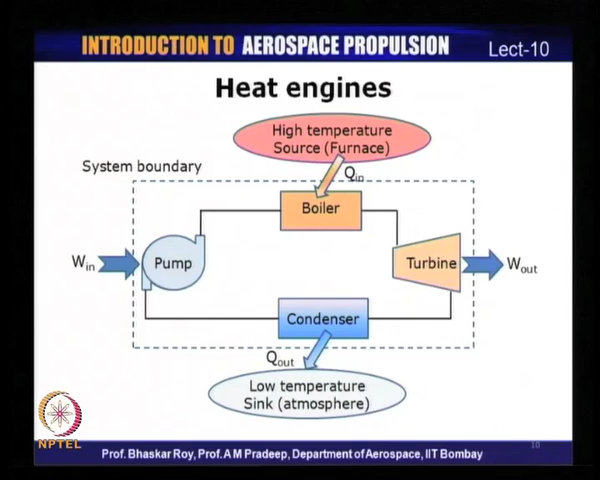 INTRODUCTION TO AEROSPACE PROPULSION
Lect-10
Heat engines
High temperature
Source (Furnace)
System boundary
Qin
Boiler
Win
Pump
Turbine
Wout
Condenser
Qout
Low temperature
Sink (atmosphere)
NPTEL
10
Prof. Bhaskar Roy, Prof. A M Pradeep, Department of Aerospace, IIT Bombay